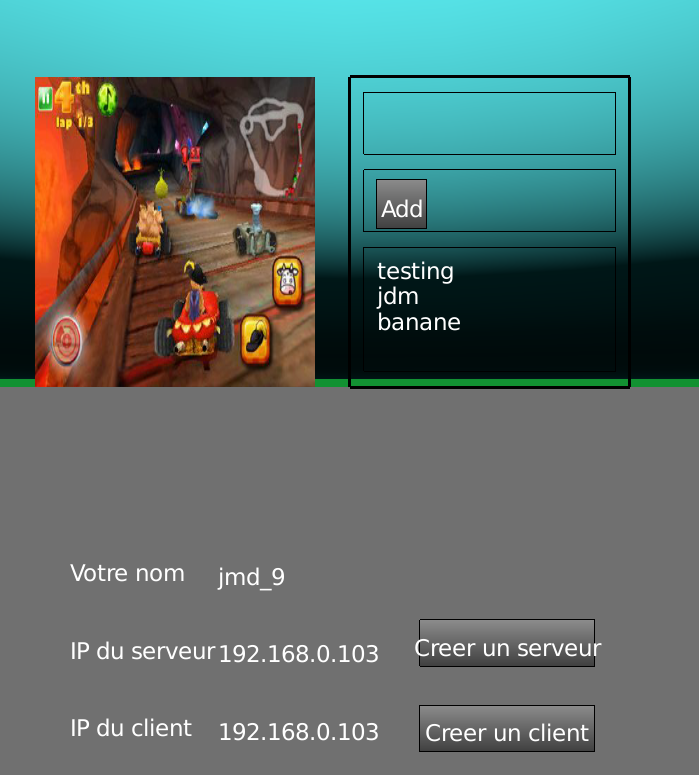 4th
lap 1/3
Add
testing
jdm
banane
Votre nom jmd_9
IP du serveur 192.168.0.103 Creer un serveur
IP du client 192.168.0.103 Creer un client